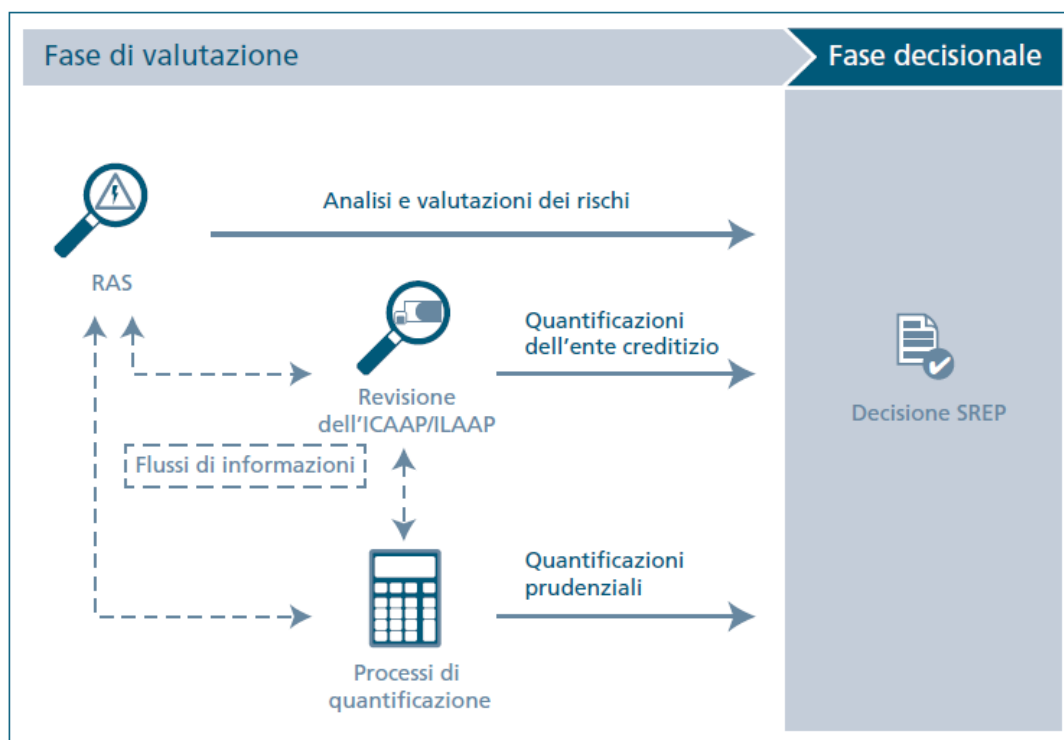 Fase di valutazione
Fase decisionale
Analisi e valutazioni dei rischi
RAS
Quantificazioni
dell’ente creditizio
Revisione
dell’ICAAP/ILAAP
Decisione SREP
Flussi di informazioni
Quantificazioni
prudenziali
Processi di
quantificazione